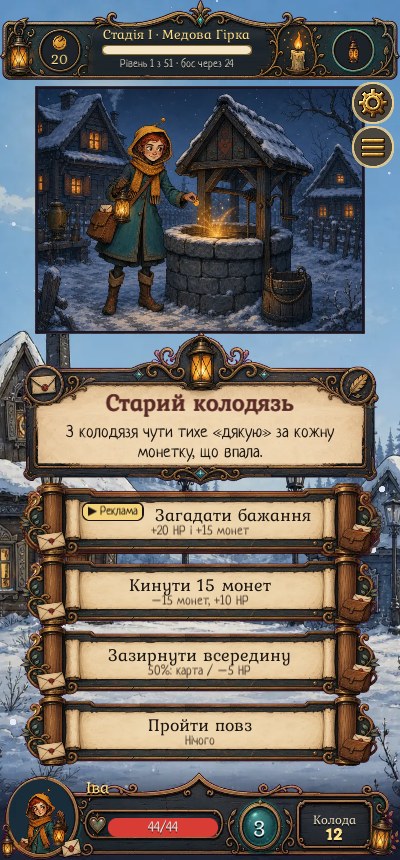 Стадія I · Медова Гірка
20
Рівень 1 з 51 · бос через 24
Старий колодязь
З колодязя чути тихе «дякую» за кожну
монетку, що впала.
▶ Реклама Загадати бажання
+20 HP і +15 монет
Кинути 15 монет
−15 монет, +10 HP
Зазирнути всередину
50%: карта / −5 HP
Пройти повз
Нічого
Іва
44/44
3
Колода
12